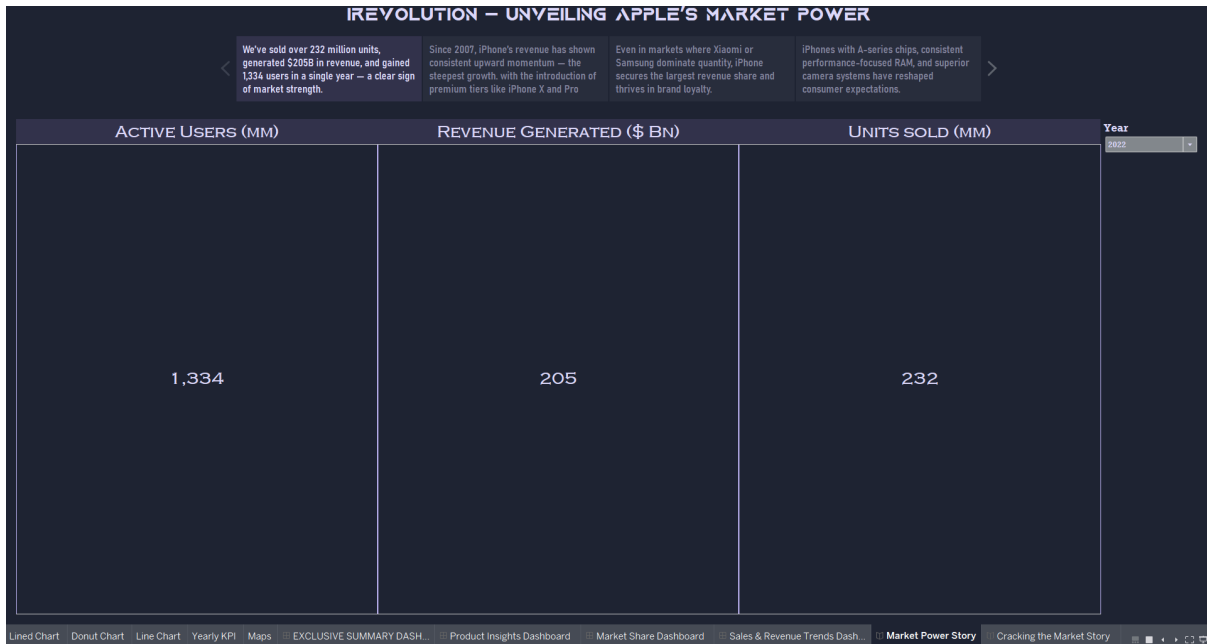 IREVOLUTION – UNVEILING APPLE'S MARKET POWER
We've sold over 232 million units,
generated $205B in revenue, and gained
1,334 users in a single year — a clear sign
of market strength.
Since 2007, iPhone's revenue has shown
consistent upward momentum — the
steepest growth. with the introduction of
premium tiers like iPhone X and Pro
Even in markets where Xiaomi or
Samsung dominate quantity, iPhone
secures the largest revenue share and
thrives in brand loyalty.
iPhones with A-series chips, consistent
performance-focused RAM, and superior
camera systems have reshaped
consumer expectations.
Active Users (mm)
Revenue Generated ($ Bn)
Units sold (mm)
Year
2022
1,334
205
232
Lined Chart
Donut Chart
Line Chart
Yearly KPI
Maps
EXCLUSIVE SUMMARY DASH...
Product Insights Dashboard
Market Share Dashboard
Sales & Revenue Trends Dash...
Market Power Story
Cracking the Market Story